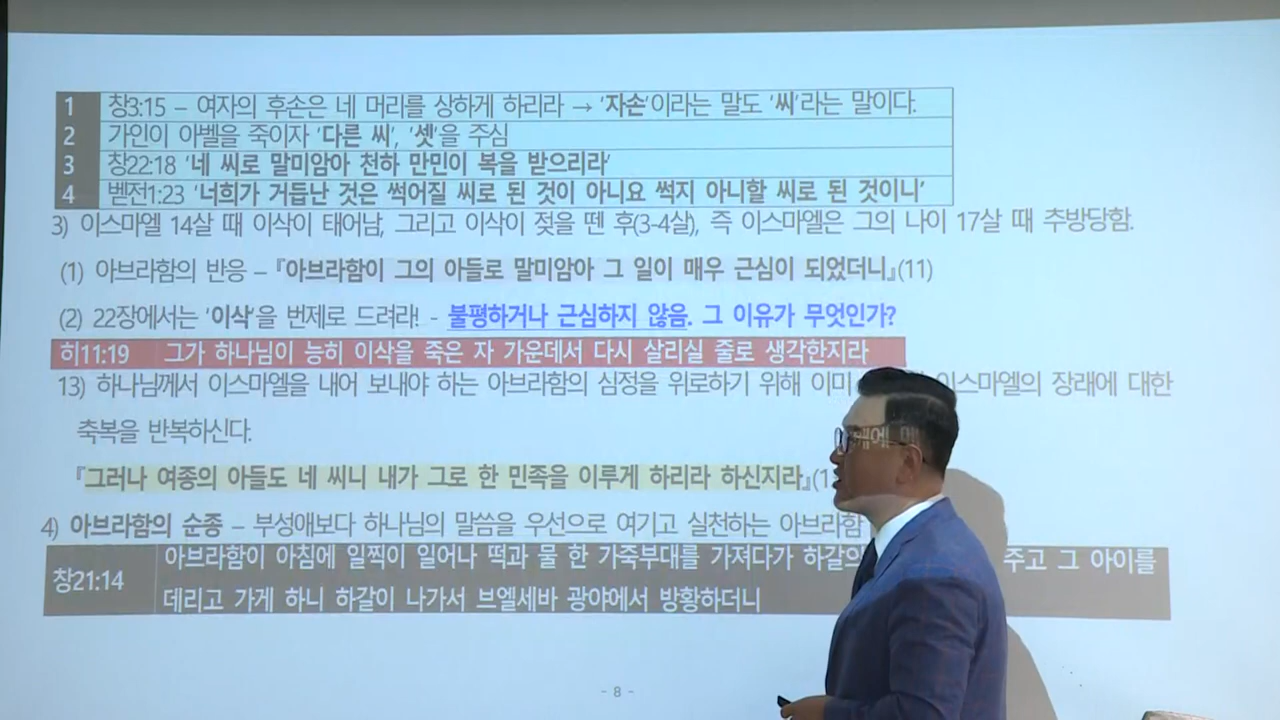 1 창3:15 – 여자의 후손은 네 머리를 상하게 하리라 → '자손'이라는 말도 '씨'라는 말이다.
2 가인이 아벨을 죽이자 '다른 씨', '셋'을 주심
3 창22:18 '네 씨로 말미암아 천하 만민이 복을 받으리라'
4 벧전1:23 '너희가 거듭난 것은 썩어질 씨로 된 것이 아니요 썩지 아니할 씨로 된 것이니'
3) 이스마엘 14살 때 이삭이 태어남, 그리고 이삭이 젖을 뗀 후(3-4살), 즉 이스마엘은 그의 나이 17살 때 추방당함.
(1) 아브라함의 반응 – 『아브라함이 그의 아들로 말미암아 그 일이 매우 근심이 되었더니』(11)
(2) 22장에서는 '이삭'을 번제로 드려라! - 불평하거나 근심하지 않음. 그 이유가 무엇인가?
히11:19 그가 하나님이 능히 이삭을 죽은 자 가운데서 다시 살리실 줄로 생각한지라
13) 하나님께서 이스마엘을 내어 보내야 하는 아브라함의 심정을 위로하기 위해 이미 이스마엘의 장래에 대한
축복을 반복하신다.
『그러나 여종의 아들도 네 씨니 내가 그로 한 민족을 이루게 하리라 하신지라』(1
4) 아브라함의 순종 – 부성애보다 하나님의 말씀을 우선으로 여기고 실천하는 아브라함
창21:14 아브라함이 아침에 일찍이 일어나 떡과 물 한 가죽부대를 가져다가 하갈의 주고 그 아이를
데리고 가게 하니 하갈이 나가서 브엘세바 광야에서 방황하더니
- 8 -